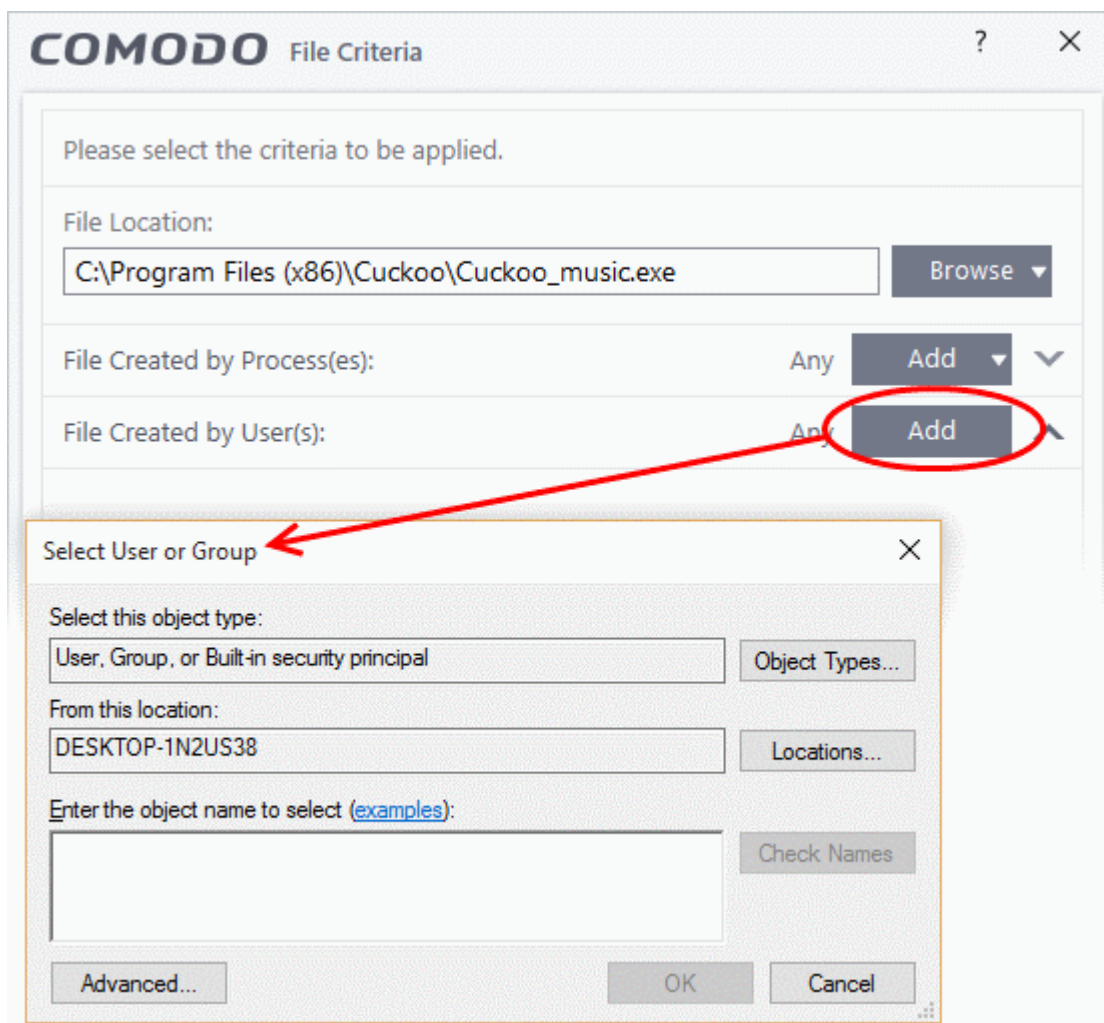 COMODO File Criteria ?
Please select the criteria to be applied.
File Location:
C:\Program Files (x86)\Cuckoo\Cuckoo_music.exe Browse
File Created by Process(es): Any Add
File Created by User(s): Any Add
Select User or Group
Select this object type:
User, Group, or Built-in security principal Object Types...
From this location:
DESKTOP-1N2US38 Locations...
Enter the object name to select (examples):
Check Names
Advanced... OK Cancel